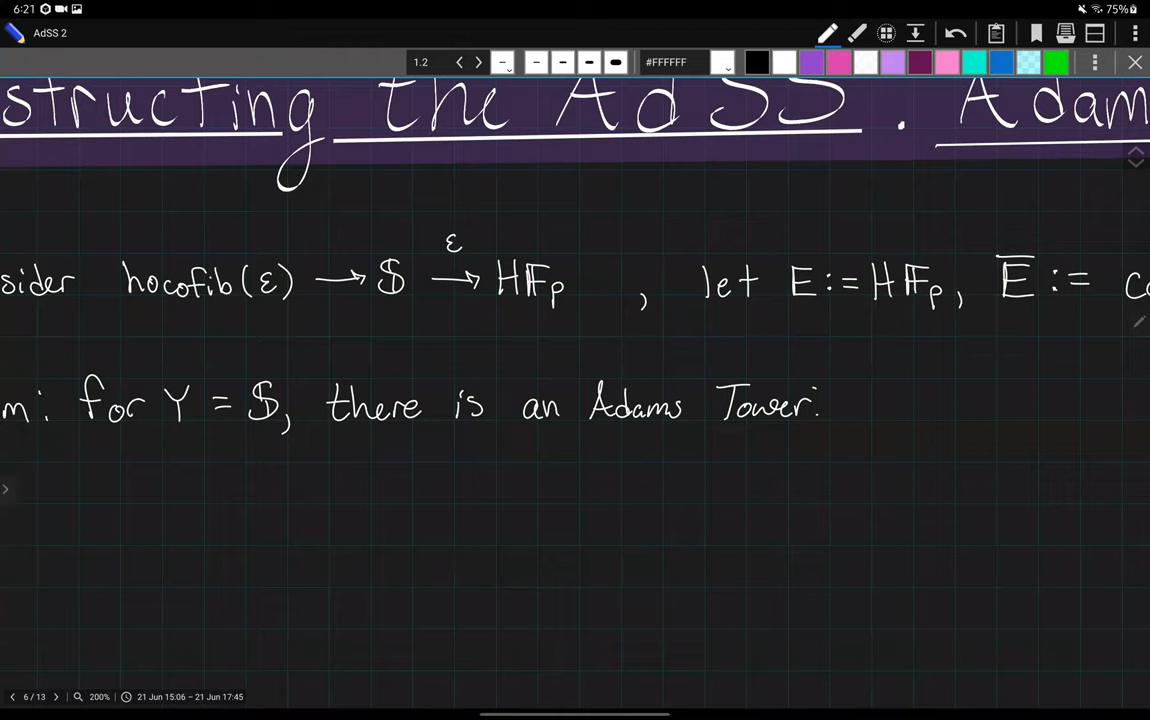 6:21 75%
AdSS 2
1.2 #FFFFFF
structing the AdSS. Adam
sider hocofib(ε) → $ →^ε H𝔽p , let E := H𝔽p, E̅ := co
m: for Y = $, there is an Adams Tower:
6 / 13 200% 21 Jun 15:06 – 21 Jun 17:45